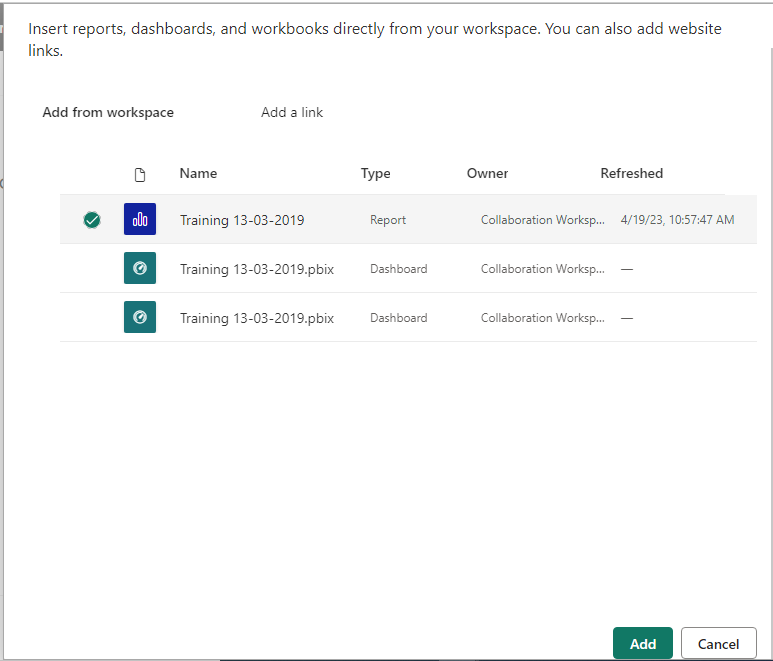 Insert reports, dashboards, and workbooks directly from your workspace. You can also add website
links.
Add from workspace Add a link
Name Type Owner Refreshed
Training 13-03-2019 Report Collaboration Worksp... 4/19/23, 10:57:47 AM
Training 13-03-2019.pbix Dashboard Collaboration Worksp... —
Training 13-03-2019.pbix Dashboard Collaboration Worksp... —
Add Cancel